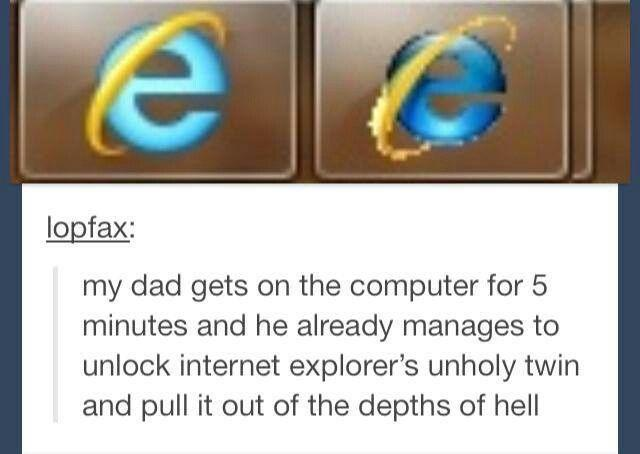 lopfax:
my dad gets on the computer for 5
minutes and he already manages to
unlock internet explorer’s unholy twin
and pull it out of the depths of hell